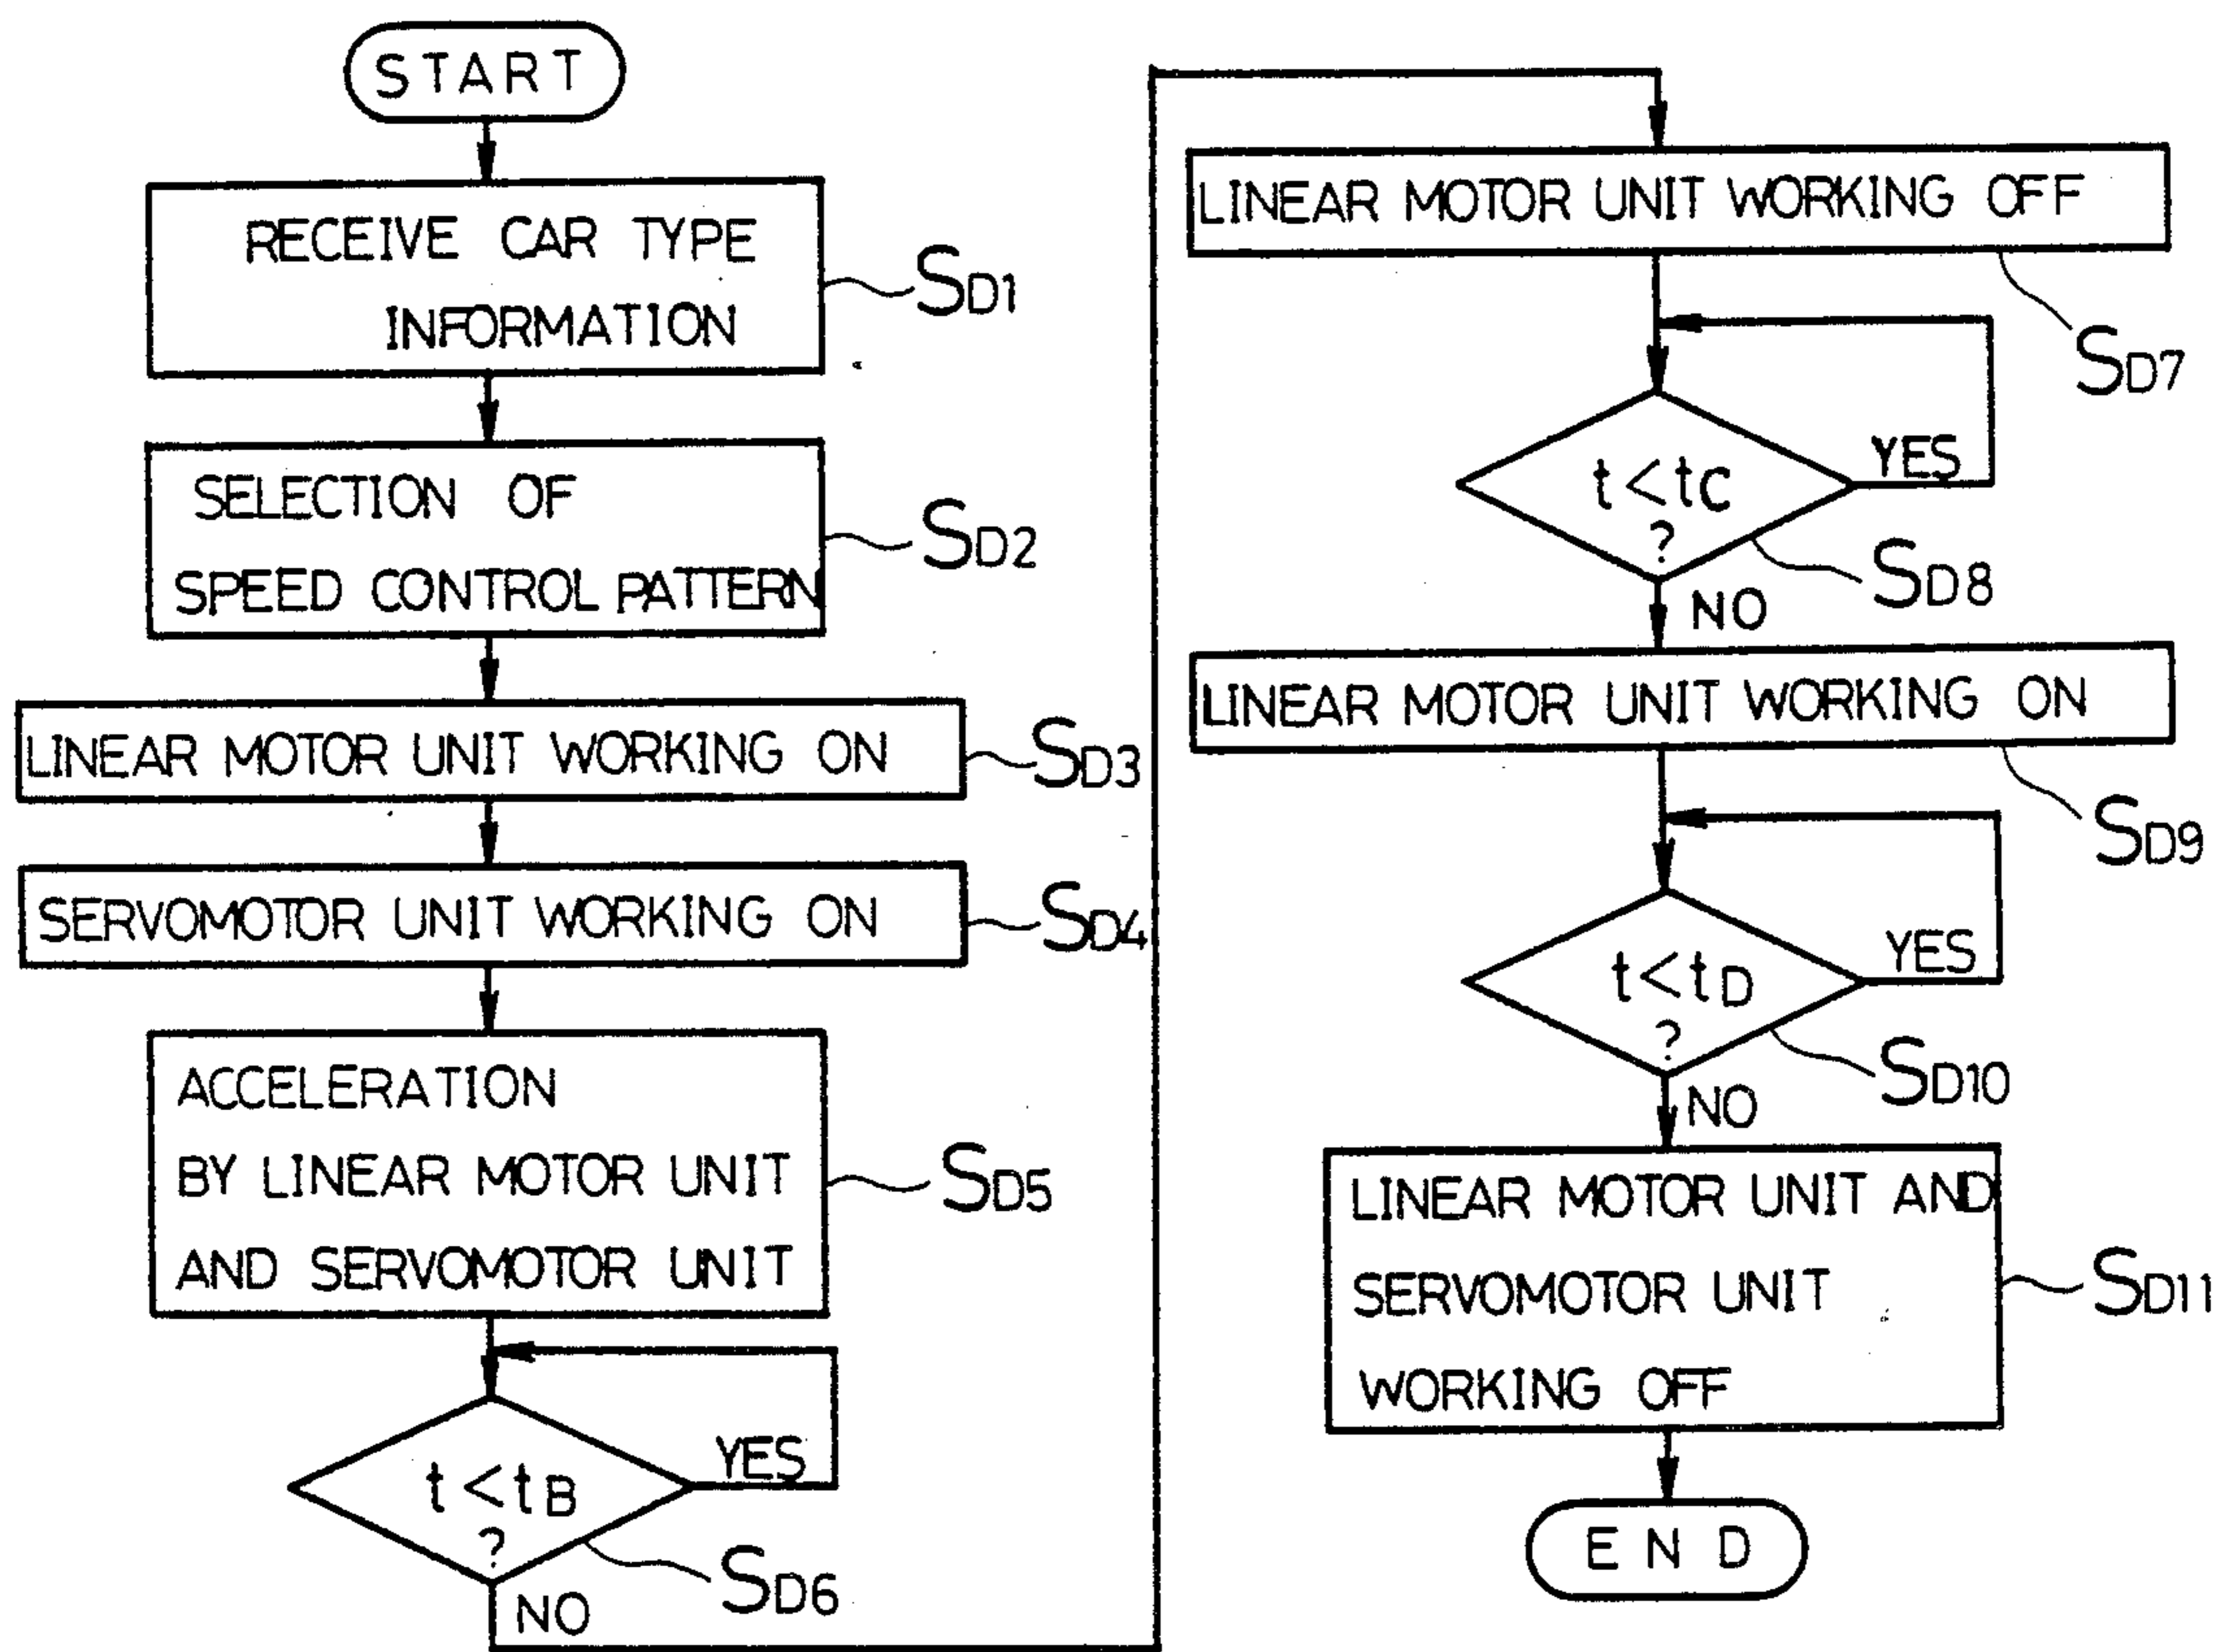 START
RECEIVE CAR TYPE
INFORMATION
SD1
SELECTION OF
SPEED CONTROL PATTERN
SD2
LINEAR MOTOR UNIT WORKING ON
SD3
SERVOMOTOR UNIT WORKING ON
SD4
ACCELERATION
BY LINEAR MOTOR UNIT
AND SERVOMOTOR UNIT
SD5
t<tB
?
YES
SD6
NO
LINEAR MOTOR UNIT WORKING OFF
SD7
t<tC
?
YES
SD8
NO
LINEAR MOTOR UNIT WORKING ON
SD9
t<tD
?
YES
SD10
NO
LINEAR MOTOR UNIT AND
SERVOMOTOR UNIT
WORKING OFF
SD11
END